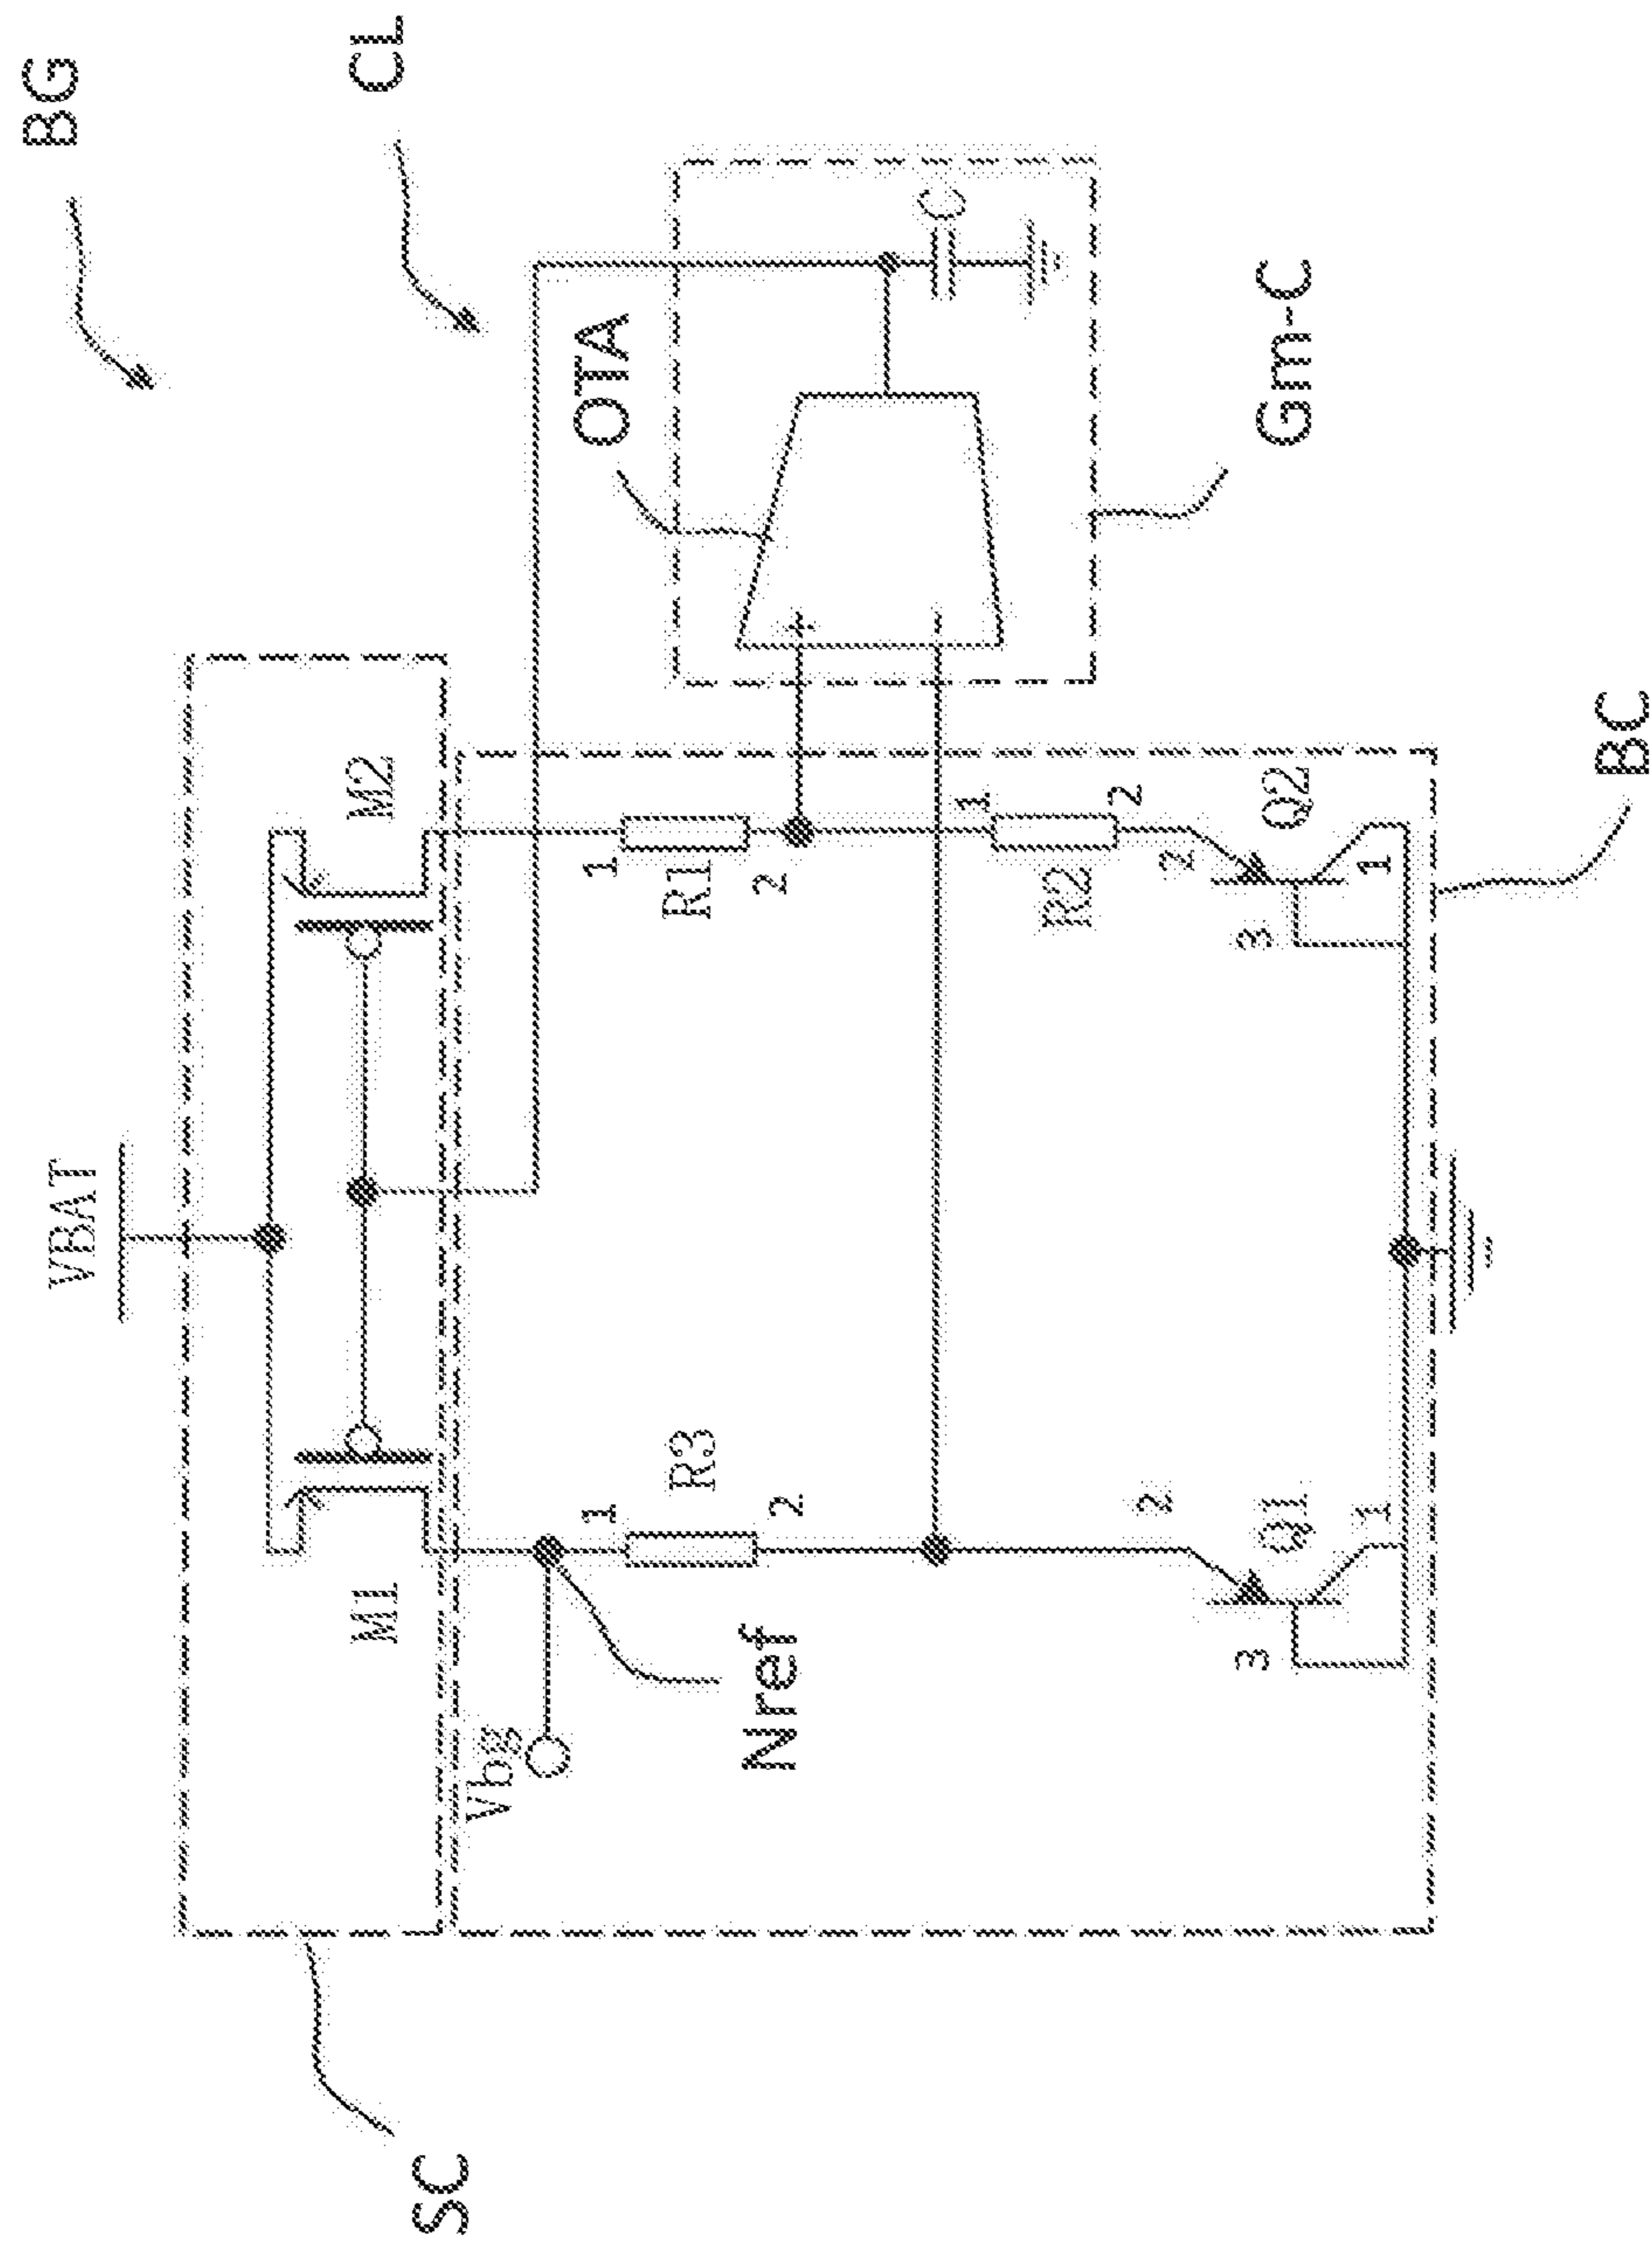 BG
CL
VBAT
SC
M1
M2
Vbg
Nref
1
R3
2
1
R1
2
OTA
+
-
C
Gm-C
1
R2
2
2
Q1
1
3
2
Q2
1
3
BC